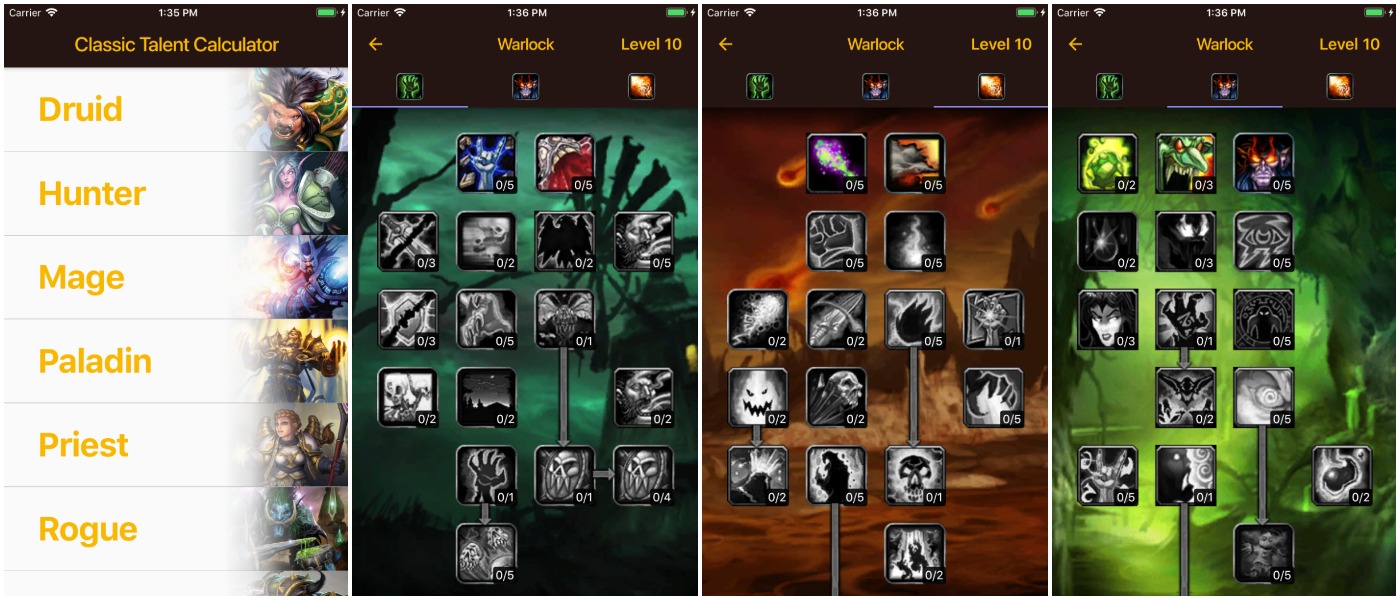 Carrier 1:35 PM
Classic Talent Calculator
Druid
Hunter
Mage
Paladin
Priest
Rogue
Carrier 1:36 PM
Warlock Level 10
0/5 0/5
0/3 0/2 0/2 0/5
0/3 0/5 0/1
0/2 0/2 0/2
0/1 0/1 0/4
0/5
Carrier 1:36 PM
Warlock Level 10
0/5 0/5
0/5 0/5
0/2 0/2 0/5 0/1
0/2 0/2 0/5
0/2 0/5 0/1
0/2
Carrier 1:36 PM
Warlock Level 10
0/2 0/3 0/5
0/2 0/3 0/5
0/3 0/1 0/5
0/2 0/5
0/5 0/1 0/2
0/5